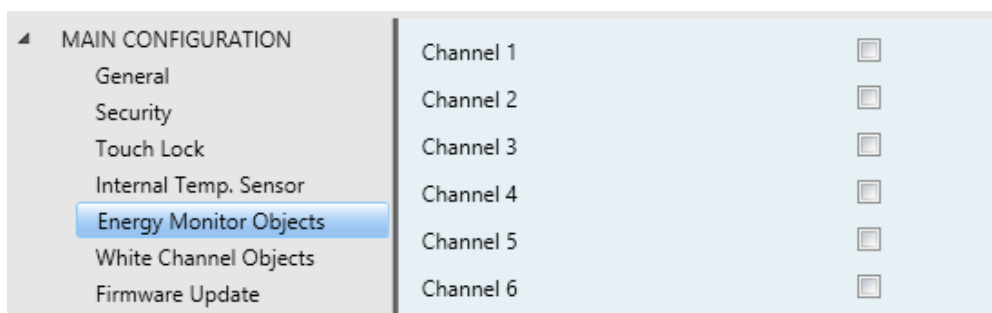 MAIN CONFIGURATION
General
Security
Touch Lock
Internal Temp. Sensor
Energy Monitor Objects
White Channel Objects
Firmware Update
Channel 1
Channel 2
Channel 3
Channel 4
Channel 5
Channel 6